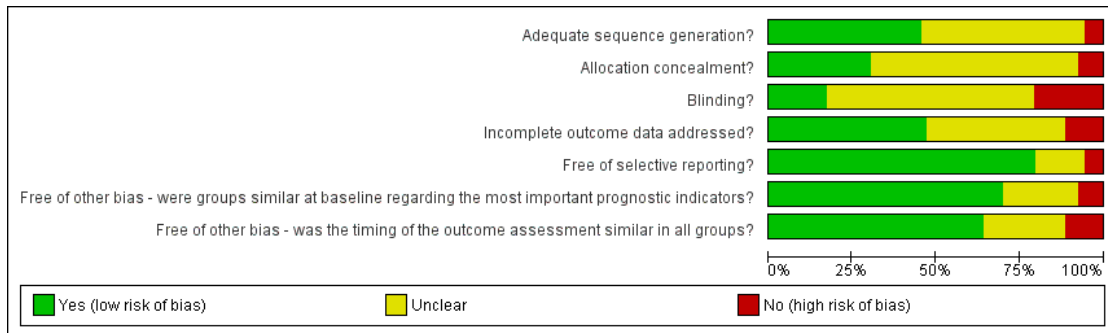 Adequate sequence generation?
Allocation concealment?
Blinding?
Incomplete outcome data addressed?
Free of selective reporting?
Free of other bias - were groups similar at baseline regarding the most important prognostic indicators?
Free of other bias - was the timing of the outcome assessment similar in all groups?
0% 25% 50% 75% 100%
Yes (low risk of bias) Unclear No (high risk of bias)